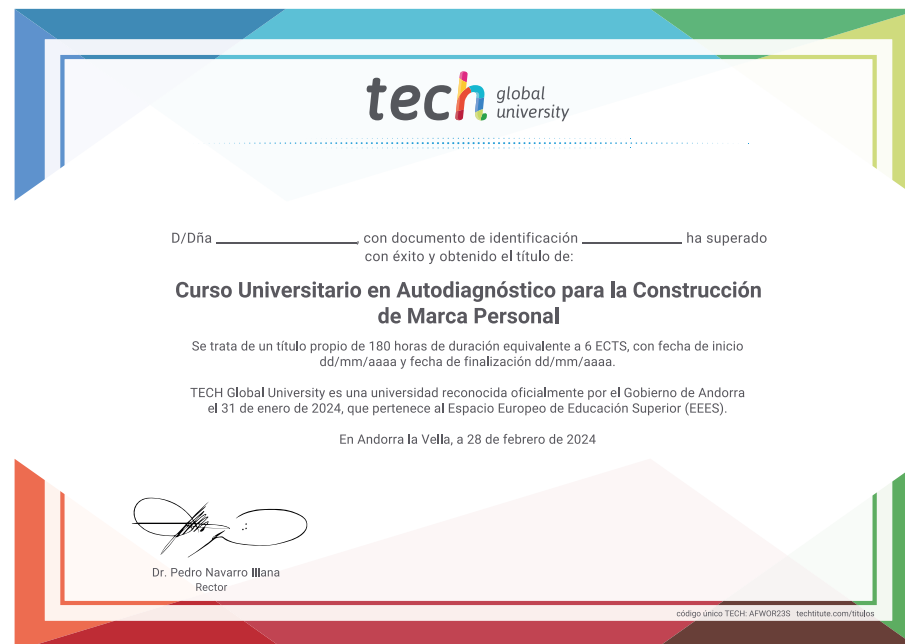 tech global university
D/Dña ____________________, con documento de identificación ______________ ha superado
con éxito y obtenido el título de:
Curso Universitario en Autodiagnóstico para la Construcción
de Marca Personal
Se trata de un título propio de 180 horas de duración equivalente a 6 ECTS, con fecha de inicio
dd/mm/aaaa y fecha de finalización dd/mm/aaaa.
TECH Global University es una universidad reconocida oficialmente por el Gobierno de Andorra
el 31 de enero de 2024, que pertenece al Espacio Europeo de Educación Superior (EEES).
En Andorra la Vella, a 28 de febrero de 2024
Dr. Pedro Navarro Illana
Rector
código único TECH: AFWOR23S techtitute.com/titulos